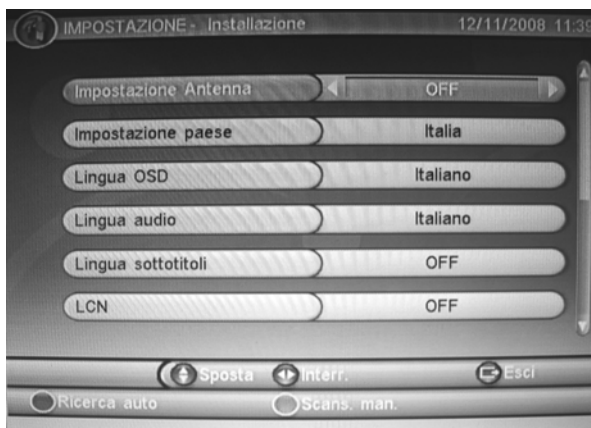 IMPOSTAZIONE - Installazione 12/11/2008 11:39
Impostazione Antenna OFF
Impostazione paese Italia
Lingua OSD Italiano
Lingua audio Italiano
Lingua sottotitoli OFF
LCN OFF
Sposta Interr. Esci
Ricerca auto Scans. man.